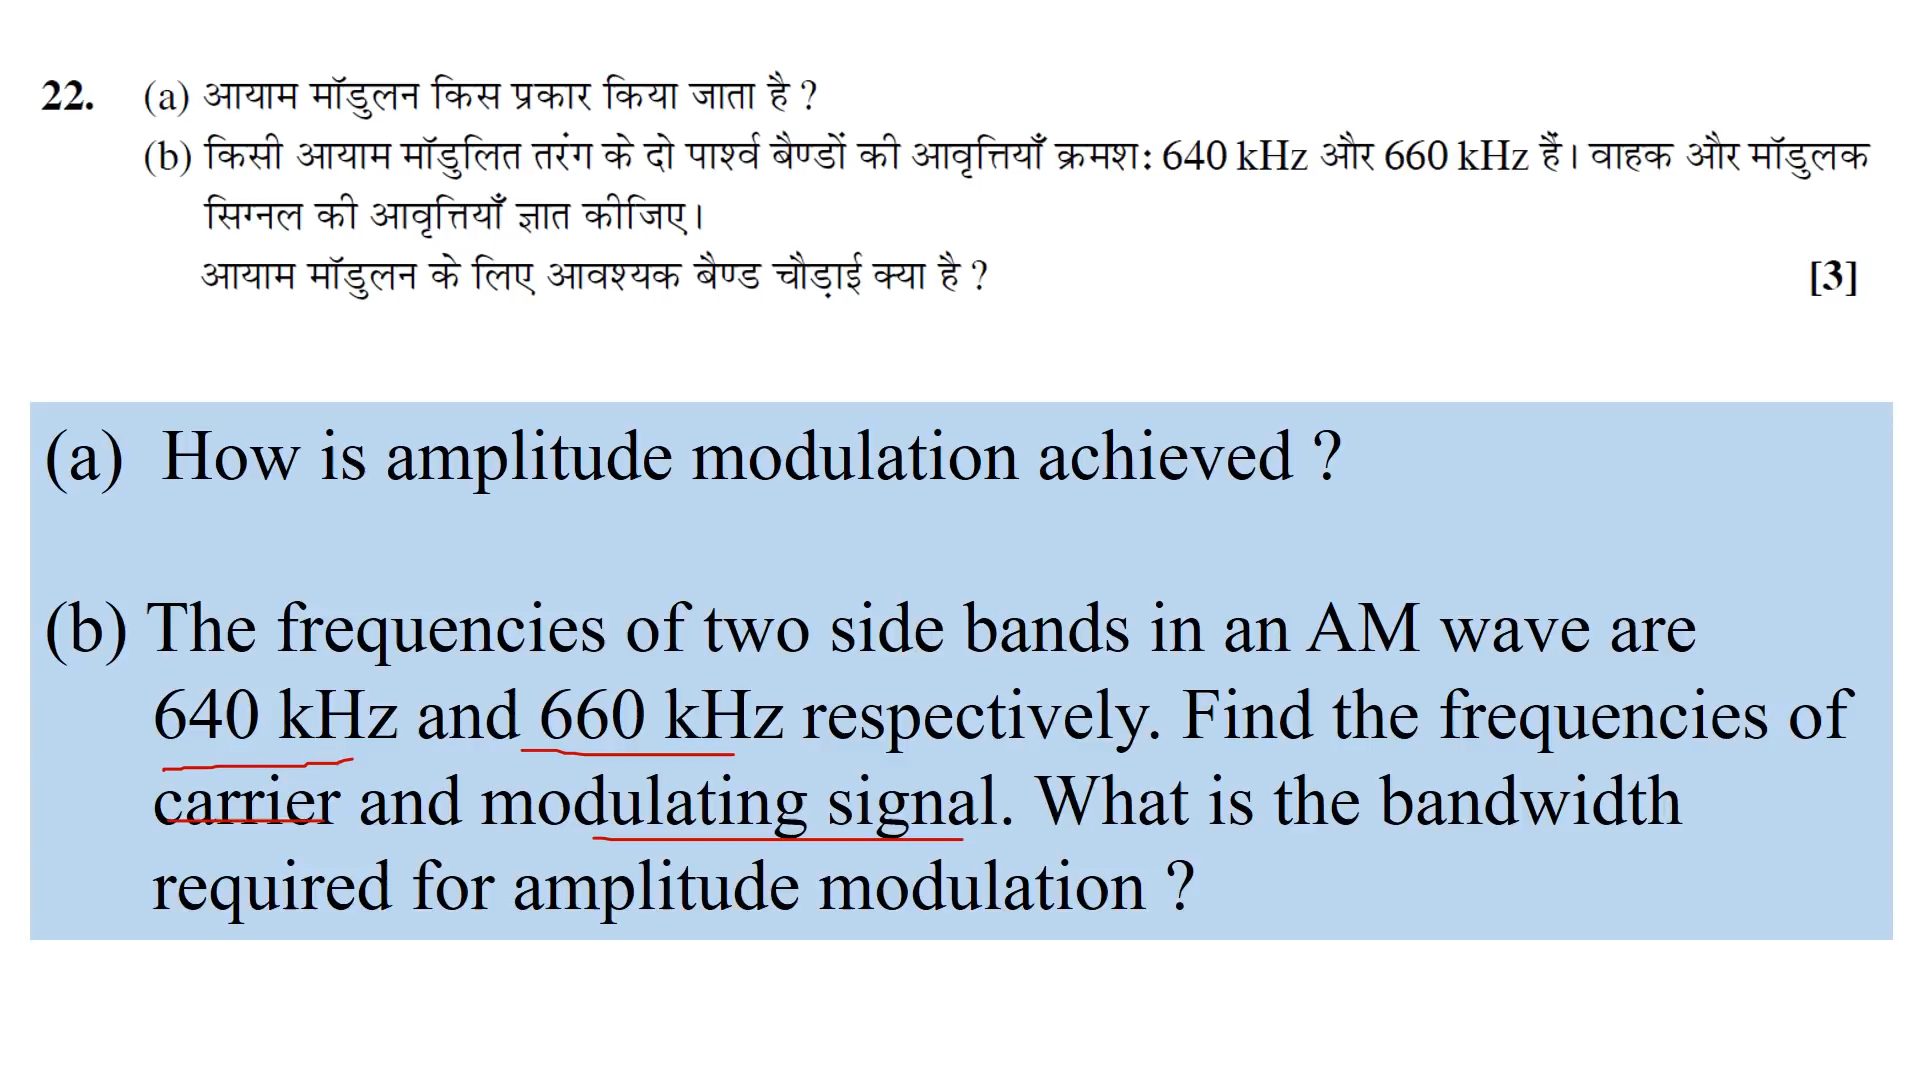 22. (a) आयाम मॉडुलन किस प्रकार किया जाता है ?
(b) किसी आयाम मॉडुलित तरंग के दो पार्श्व बैण्डों की आवृत्तियाँ क्रमश: 640 kHz और 660 kHz हैं। वाहक और मॉडुलक
सिग्नल की आवृत्तियाँ ज्ञात कीजिए।
आयाम मॉडुलन के लिए आवश्यक बैण्ड चौड़ाई क्या है ? [3]
(a) How is amplitude modulation achieved ?
(b) The frequencies of two side bands in an AM wave are
640 kHz and 660 kHz respectively. Find the frequencies of
carrier and modulating signal. What is the bandwidth
required for amplitude modulation ?